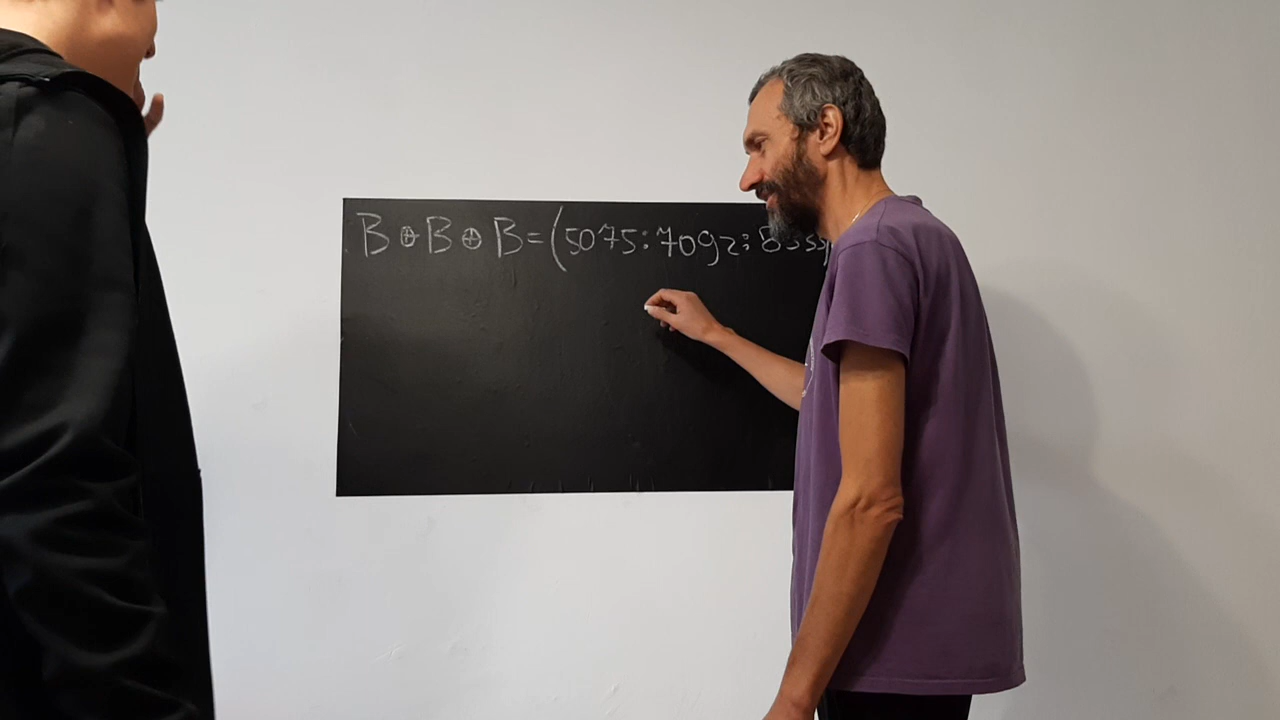 B ⊕ B ⊕ B = (5075 : 7092 :